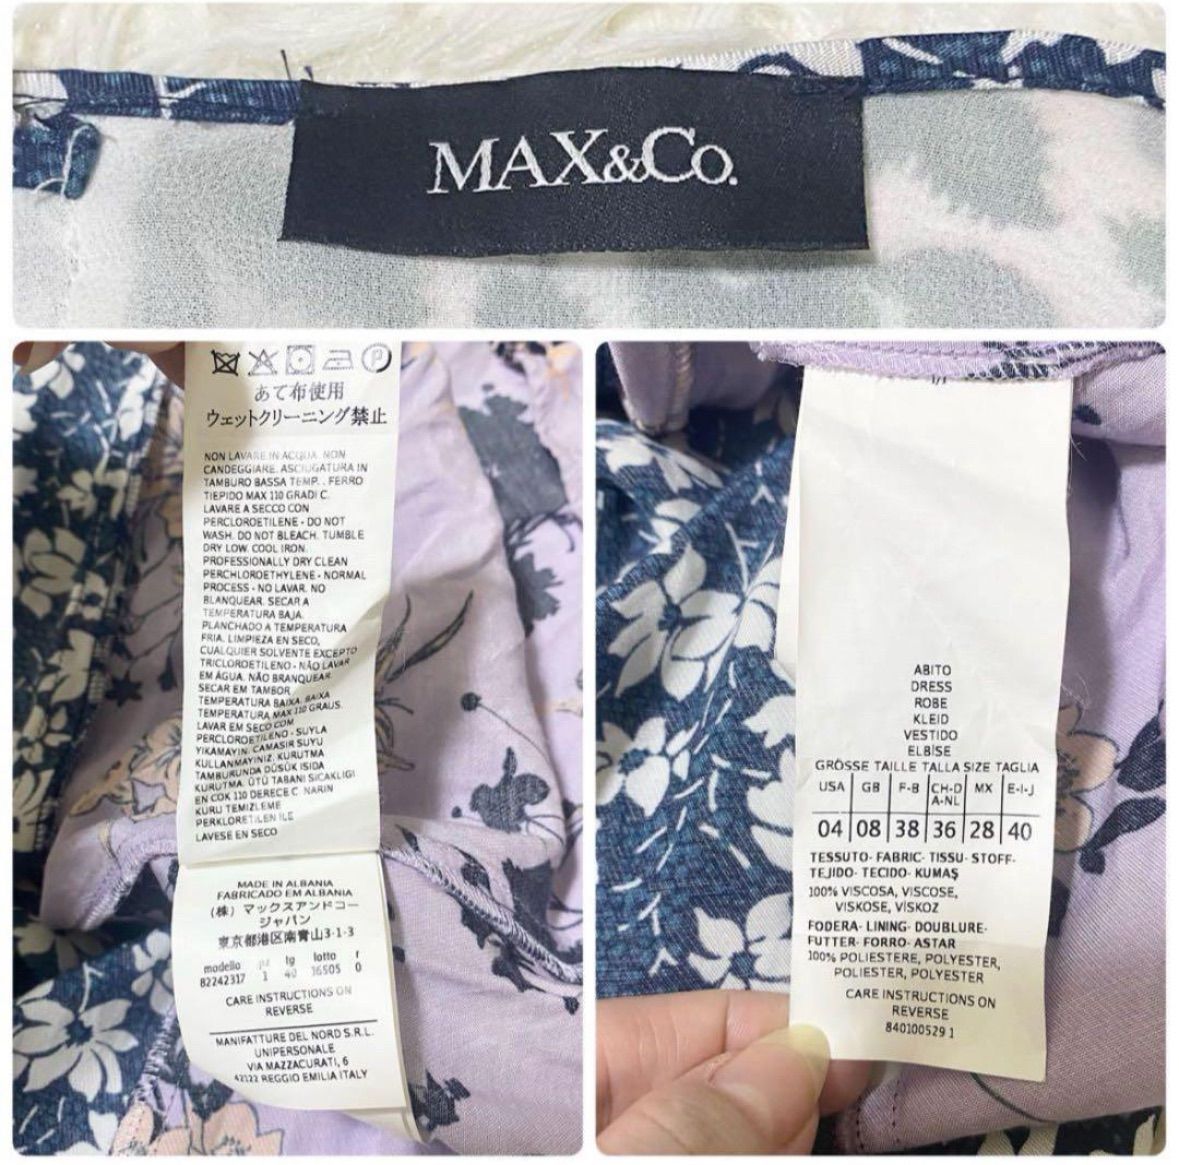 MAX&Co.
あて布使用
ウェットクリーニング禁止
NON LAVARE IN ACQUA. NON
CANDEGGIARE. ASCIUGATURA IN
TAMBURO BASSA TEMP. . FERRO
TIEPIDO MAX 110 GRADI C.
LAVARE A SECCO CON
PERCLOROETILENE - DO NOT
WASH. DO NOT BLEACH. TUMBLE
DRY LOW. COOL IRON.
PROFESSIONALLY DRY CLEAN
PERCHLOROETHYLENE - NORMAL
PROCESS - NO LAVAR. NO
BLANQUEAR. SECAR A
TEMPERATURA BAJA.
PLANCHADO A TEMPERATURA
FRIA. LIMPIEZA EN SECO,
CUALQUIER SOLVENTE EXCEPTO
TRICLOROETILENO - NÃO LAVAR
EM ÁGUA. NÃO BRANQUEAR.
SECAR EM TAMBOR
TEMPERATURA BAIXA. BAIXA
TEMPERATURA MAX 110 GRAUS.
LAVAR EM SECO COM
PERCLOROETILENO - SUYLA
YIKAMAYIN. CAMASIR SUYU
KULLANMAYINIZ. KURUTMA
TAMBURUNDA DÜSÜK ISIDA
KURUTMA. ÜTÜ TABANI SICAKLIGI
EN COK 110 DERECE C NARIN
KURU TEMIZLEME
PERKLORETILEN ILE
LAVESE EN SECO
MADE IN ALBANIA
FABRICADO EM ALBANIA
(株) マックスアンドコー
ジャパン
東京都港区南青山3-1-3
modello pz tg lotto r
82242317 1 40 16505 0
CARE INSTRUCTIONS ON
REVERSE
MANIFATTURE DEL NORD S.R.L.
UNIPERSONALE
VIA MAZZACURATI, 6
42122 REGGIO EMILIA ITALY
ABITO
DRESS
ROBE
KLEID
VESTIDO
ELBİSE
GRÖSSE TAILLE TALLA SIZE TAGLIA
USA GB F-B CH-D A-NL MX E-I-J
04 08 38 36 28 40
TESSUTO- FABRIC- TISSU- STOFF-
TEJIDO- TECIDO- KUMAŞ
100% VISCOSA, VISCOSE,
VISKOSE, VİSKOZ
FODERA- LINING- DOUBLURE-
FUTTER- FORRO- ASTAR
100% POLIESTERE, POLYESTER,
POLIESTER, POLYESTER
CARE INSTRUCTIONS ON
REVERSE
840100529 1